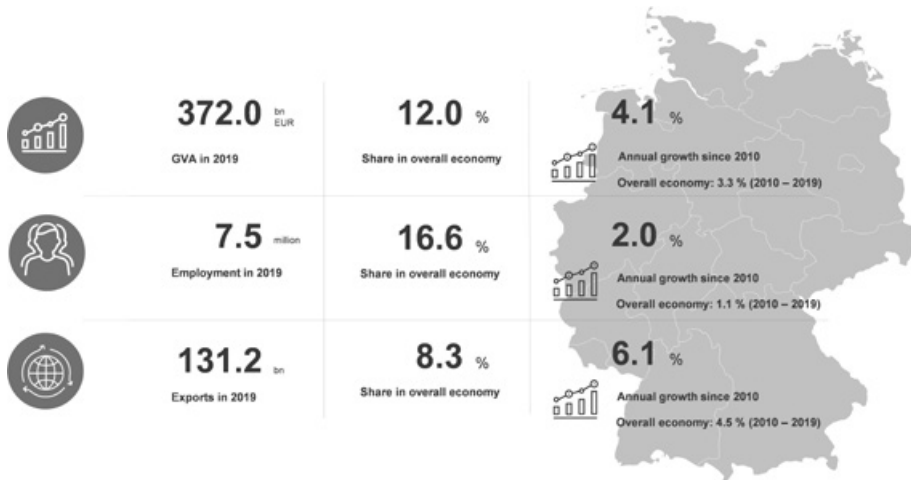 372.0 bn EUR
GVA in 2019
12.0 %
Share in overall economy
4.1 %
Annual growth since 2010
Overall economy: 3.3 % (2010 – 2019)
7.5 million
Employment in 2019
16.6 %
Share in overall economy
2.0 %
Annual growth since 2010
Overall economy: 1.1 % (2010 – 2019)
131.2 bn
Exports in 2019
8.3 %
Share in overall economy
6.1 %
Annual growth since 2010
Overall economy: 4.5 % (2010 – 2019)